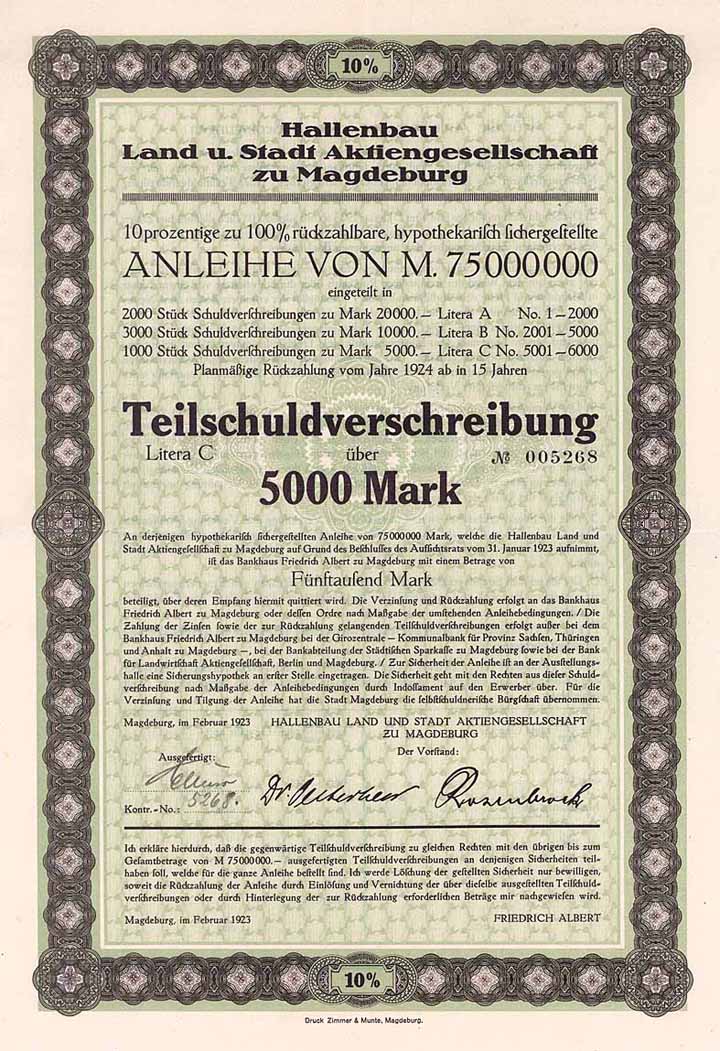 10%
Hallenbau
Land u. Stadt Aktiengesellschaft
zu Magdeburg
10prozentige zu 100% rückzahlbare, hypothekariſch ſichergeſtellte
ANLEIHE VON M. 75000000
eingeteilt in
2000 Stück Schuldverſchreibungen zu Mark 20000.— Litera A No. 1—2000
3000 Stück Schuldverſchreibungen zu Mark 10000.— Litera B No. 2001—5000
1000 Stück Schuldverſchreibungen zu Mark 5000.— Litera C No. 5001—6000
Planmäßige Rückzahlung vom Jahre 1924 ab in 15 Jahren
Teilschuldverschreibung
Litera C über № 005268
5000 Mark
An derjenigen hypothekariſch ſichergeſtellten Anleihe von 75000000 Mark, welche die Hallenbau Land und
Stadt Aktiengeſellſchaft zu Magdeburg auf Grund des Beſchluſſes des Aufſichtsrats vom 31. Januar 1923 aufnimmt,
iſt das Bankhaus Friedrich Albert zu Magdeburg mit einem Betrage von
Fünftauſend Mark
beteiligt, über deren Empfang hiermit quittiert wird. Die Verzinſung und Rückzahlung erfolgt an das Bankhaus
Friedrich Albert zu Magdeburg oder deſſen Ordre nach Maßgabe der umſtehenden Anleihebedingungen. / Die
Zahlung der Zinſen ſowie der zur Rückzahlung gelangenden Teilſchuldverſchreibungen erfolgt außer bei dem
Bankhaus Friedrich Albert zu Magdeburg bei der Girozentrale – Kommunalbank für Provinz Sachſen, Thüringen
und Anhalt zu Magdeburg –, bei der Bankabteilung der Städtiſchen Sparkaſſe zu Magdeburg ſowie bei der Bank
für Landwirtſchaft Aktiengeſellſchaft, Berlin und Magdeburg. / Zur Sicherheit der Anleihe iſt an der Ausſtellungs-
halle eine Sicherungshypothek an erſter Stelle eingetragen. Die Sicherheit geht mit den Rechten aus dieſer Schuld-
verſchreibung nach Maßgabe der Anleihebedingungen durch Indoſſament auf den Erwerber über. Für die
Verzinſung und Tilgung der Anleihe hat die Stadt Magdeburg die ſelbſtſchuldneriſche Bürgſchaft übernommen.
Magdeburg, im Februar 1923 HALLENBAU LAND UND STADT AKTIENGESELLSCHAFT
ZU MAGDEBURG
Ausgefertigt: Der Vorſtand:
Rosenbrock
Kontr.-No.: 5268.
Ich erkläre hierdurch, daß die gegenwärtige Teilſchuldverſchreibung zu gleichen Rechten mit den übrigen bis zum
Geſamtbetrage von M 75000000.— ausgefertigten Teilſchuldverſchreibungen an denjenigen Sicherheiten teil-
haben ſoll, welche für die ganze Anleihe beſtellt ſind. Ich werde Löſchung der geſtellten Sicherheit nur bewilligen,
ſoweit die Rückzahlung der Anleihe durch Einlöſung und Vernichtung der über dieſelbe ausgeſtellten Teilſchuld-
verſchreibungen oder durch Hinterlegung der zur Rückzahlung erforderlichen Beträge mir nachgewieſen wird.
Magdeburg, im Februar 1923 FRIEDRICH ALBERT
10%
Druck Zimmer & Munte, Magdeburg.